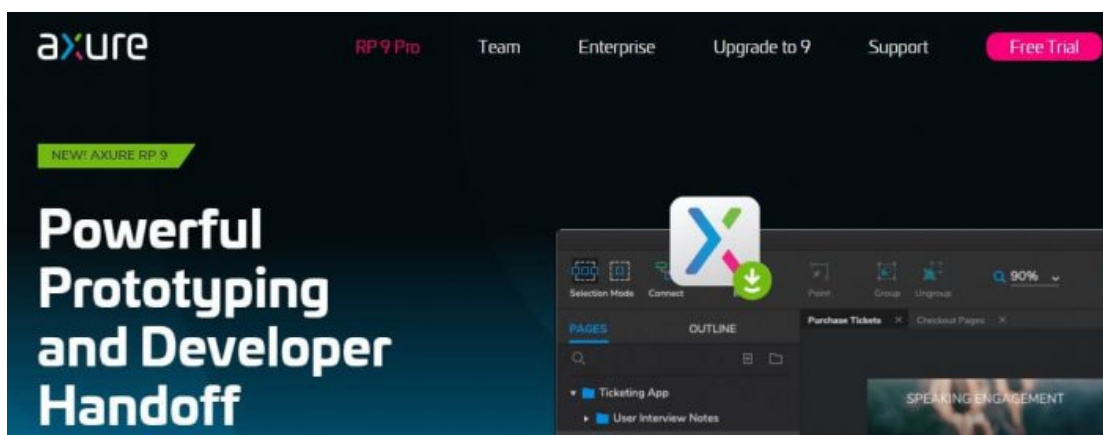 axure
RP 9 Pro Team Enterprise Upgrade to 9 Support Free Trial
NEW! AXURE RP 9
Powerful
Prototyping
and Developer
Handoff
Selection Mode Connect Point Group Ungroup 90%
Purchase Tickets Checkout Pages
PAGES OUTLINE
Ticketing App
User Interview Notes
SPEAKING ENGAGEMENT